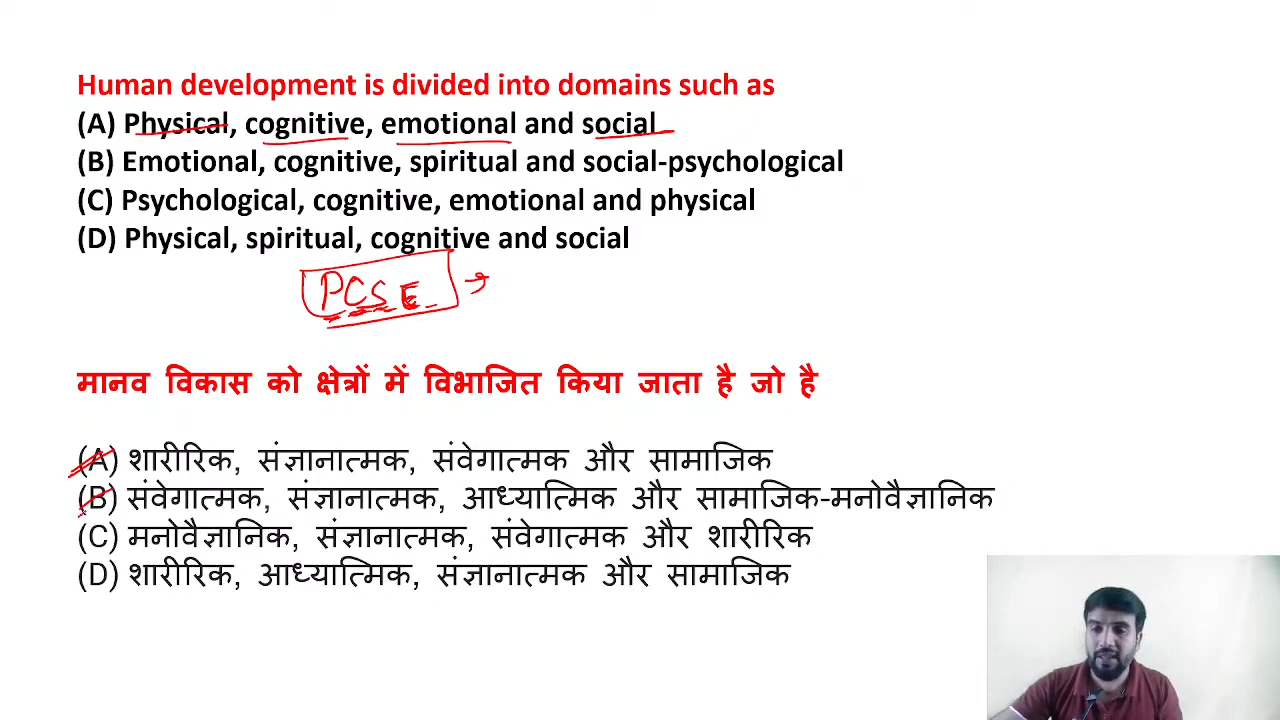 Human development is divided into domains such as
(A) Physical, cognitive, emotional and social
(B) Emotional, cognitive, spiritual and social-psychological
(C) Psychological, cognitive, emotional and physical
(D) Physical, spiritual, cognitive and social
PCSE
मानव विकास को क्षेत्रों में विभाजित किया जाता है जो है
(A) शारीरिक, संज्ञानात्मक, संवेगात्मक और सामाजिक
(B) संवेगात्मक, संज्ञानात्मक, आध्यात्मिक और सामाजिक-मनोवैज्ञानिक
(C) मनोवैज्ञानिक, संज्ञानात्मक, संवेगात्मक और शारीरिक
(D) शारीरिक, आध्यात्मिक, संज्ञानात्मक और सामाजिक